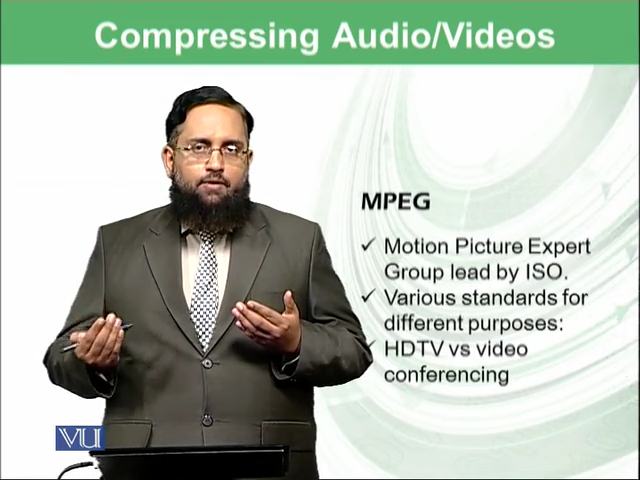 Compressing Audio/Videos
MPEG
✓ Motion Picture Expert
Group lead by ISO.
✓ Various standards for
different purposes:
✓ HDTV vs video
conferencing
VU